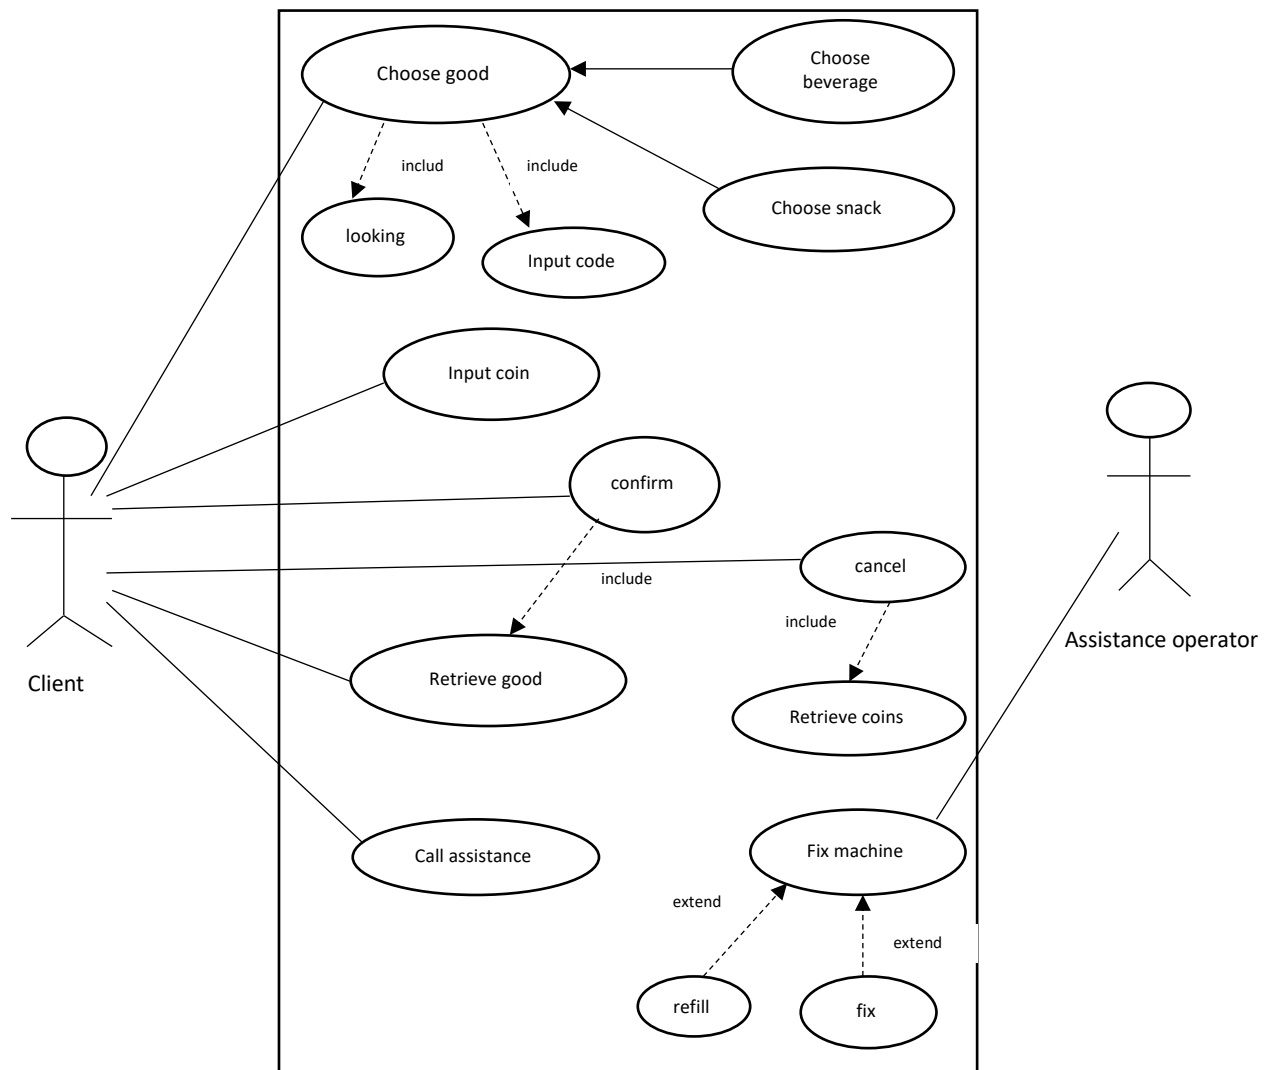 Choose good
Choose
beverage
includ
include
Choose snack
looking
Input code
Input coin
confirm
cancel
include
include
Assistance operator
Client
Retrieve good
Retrieve coins
Call assistance
Fix machine
extend
extend
refill
fix